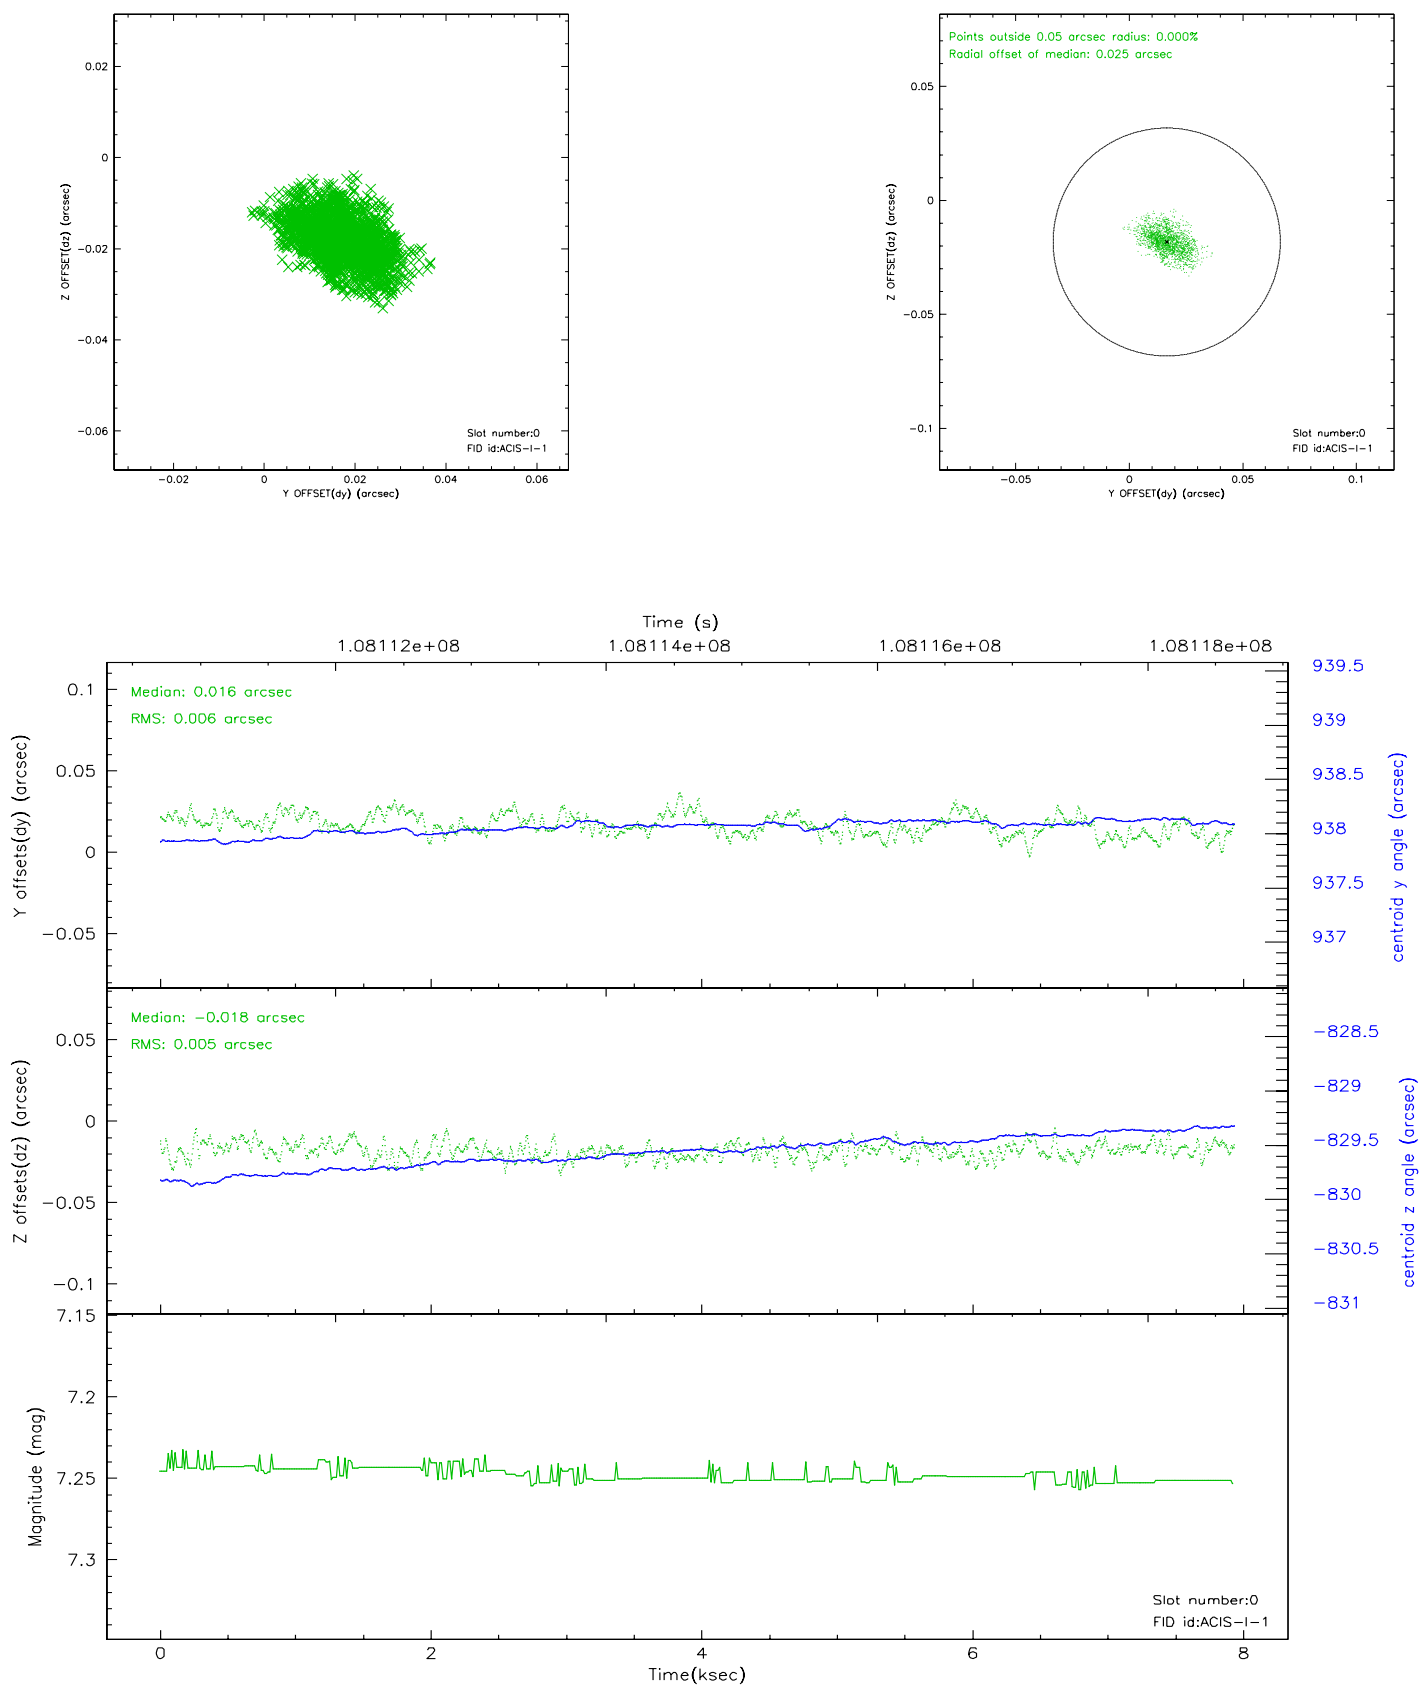 0.02
0
-0.02
-0.04
-0.06
Z OFFSET(dz) (arcsec)
Slot number:0
FID id:ACIS-I-1
-0.02 0 0.02 0.04 0.06
Y OFFSET(dy) (arcsec)
Points outside 0.05 arcsec radius: 0.000%
Radial offset of median: 0.025 arcsec
0.05
0
-0.05
-0.1
Z OFFSET(dz) (arcsec)
Slot number:0
FID id:ACIS-I-1
-0.05 0 0.05 0.1
Y OFFSET(dy) (arcsec)
Time (s)
1.08112e+08 1.08114e+08 1.08116e+08 1.08118e+08
Median: 0.016 arcsec
RMS: 0.006 arcsec
0.1
0.05
0
-0.05
Y offsets(dy) (arcsec)
939.5
939
938.5
938
937.5
937
centroid y angle (arcsec)
Median: -0.018 arcsec
RMS: 0.005 arcsec
0.05
0
-0.05
-0.1
Z offsets(dz) (arcsec)
-828.5
-829
-829.5
-830
-830.5
-831
centroid z angle (arcsec)
7.15
7.2
7.25
7.3
Magnitude (mag)
Slot number:0
FID id:ACIS-I-1
0 2 4 6 8
Time(ksec)